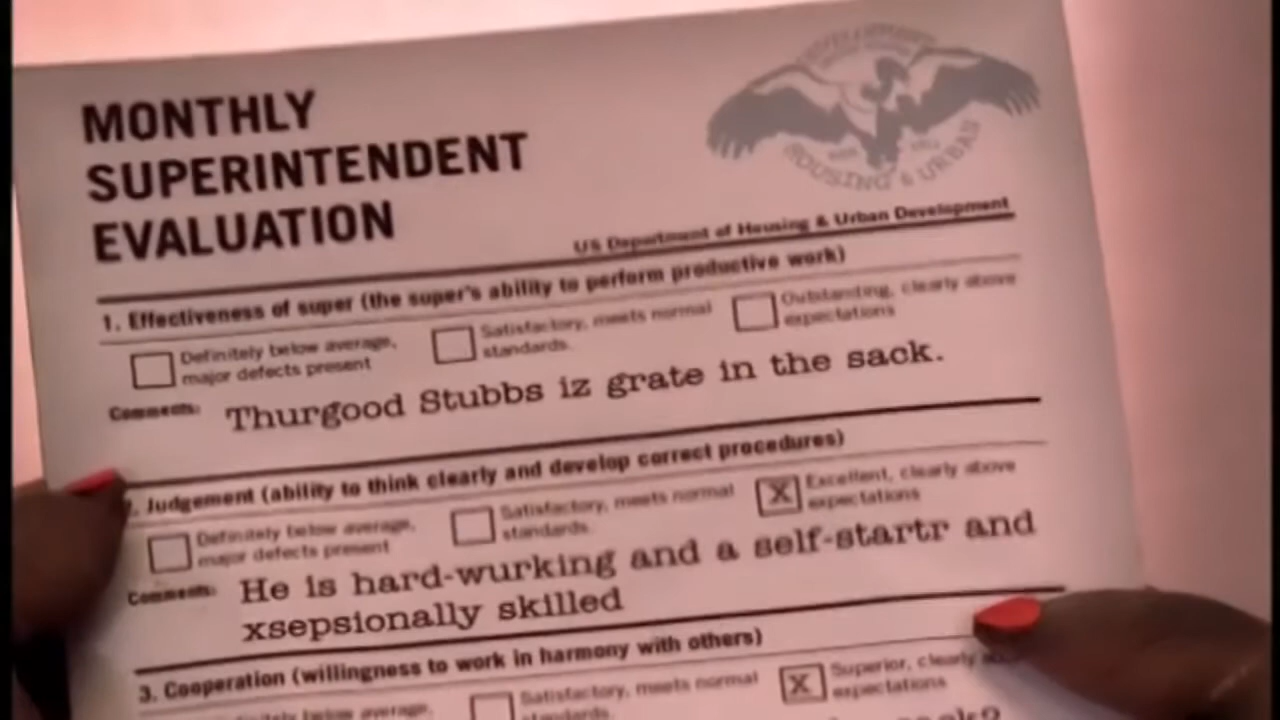 MONTHLY
SUPERINTENDENT
EVALUATION
HOUSING & URBAN
US Department of Housing & Urban Development
1. Effectiveness of super (the super's ability to perform productive work)
Definitely below average,
major defects present
Satisfactory, meets normal
standards.
Outstanding, clearly above
expectations
Comments:
Thurgood Stubbs iz grate in the sack.
. Judgement (ability to think clearly and develop correct procedures)
Definitely below average,
major defects present
Satisfactory, meets normal
standards.
X
Excellent, clearly above
expectations
Comments:
He is hard-wurking and a self-startr and
xsepsionally skilled
3. Cooperation (willingness to work in harmony with others)
below average,
Satisfactory, meets normal
standards.
X
Superior, clearly
expectations